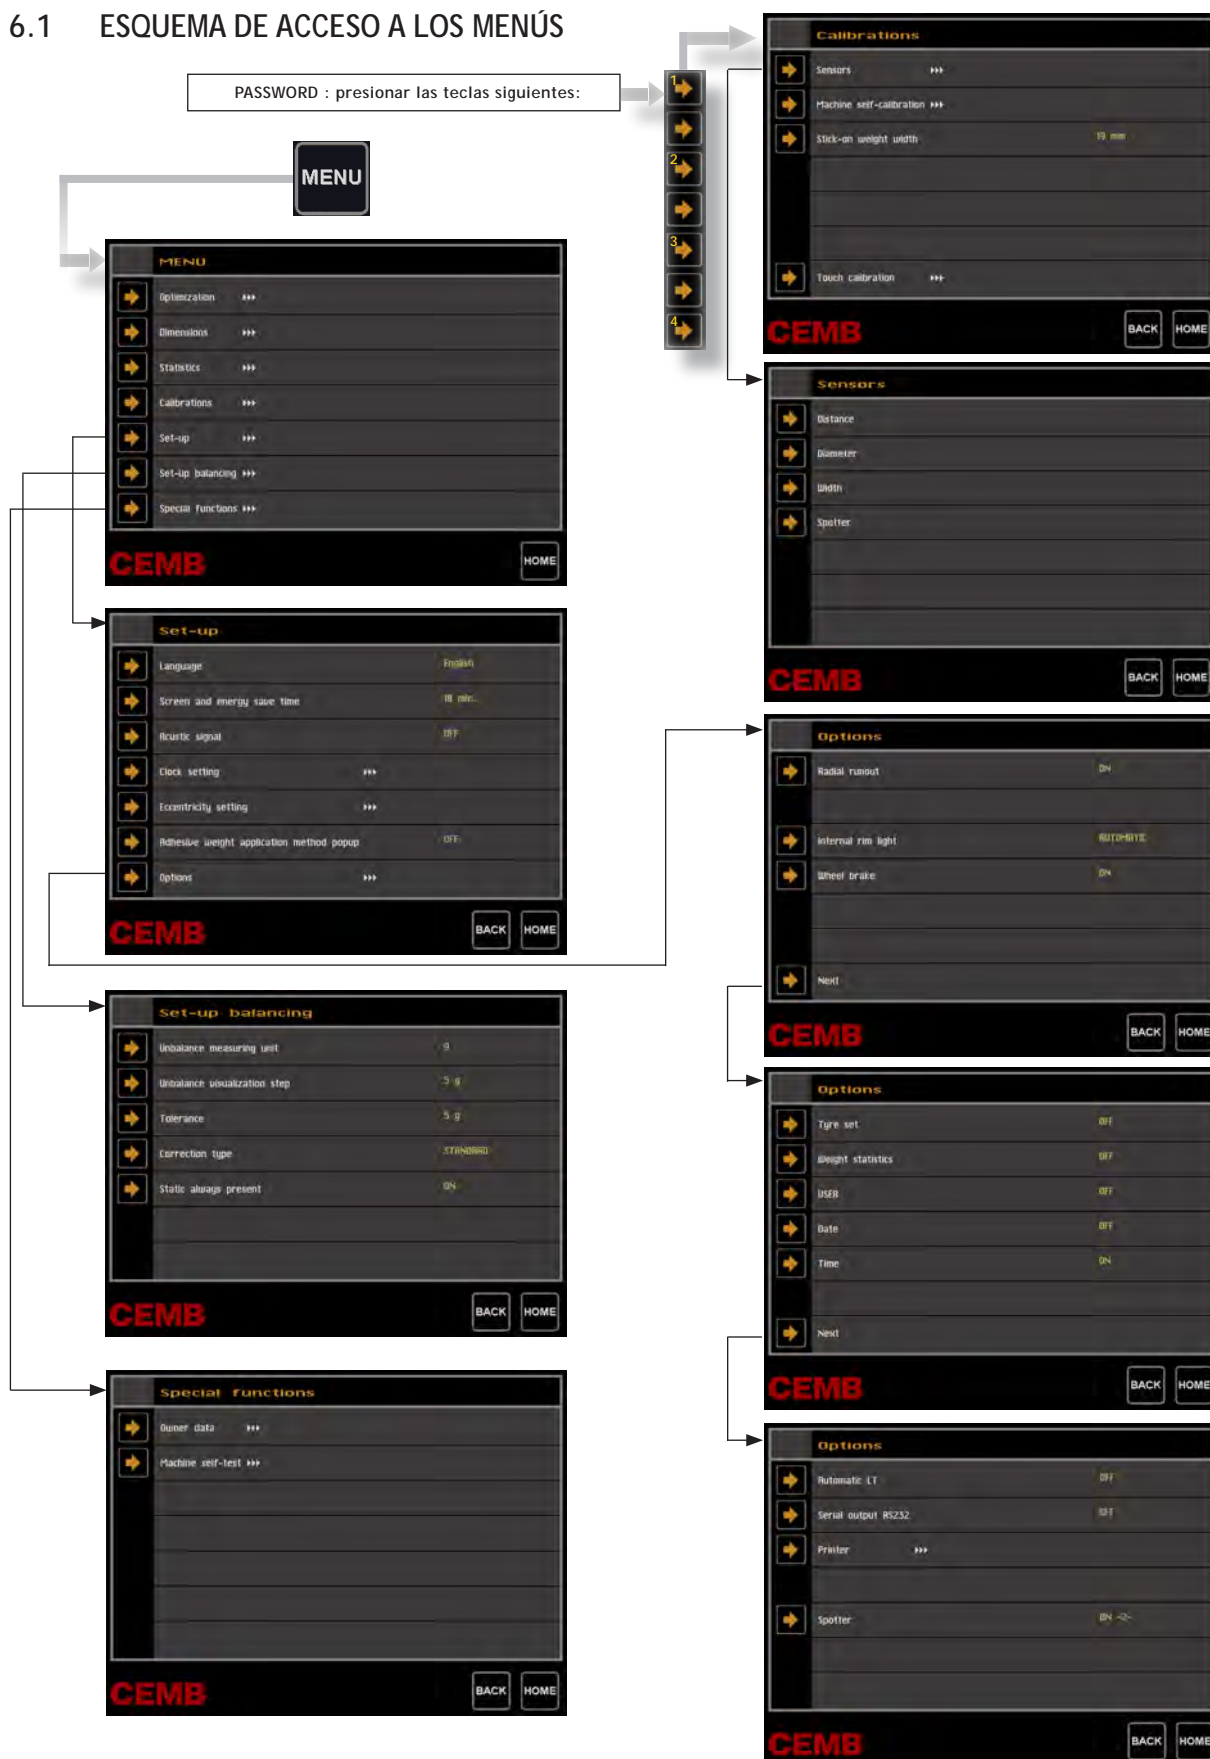 6.1 ESQUEMA DE ACCESO A LOS MENÚS
PASSWORD : presionar las teclas siguientes:
1
2
3
4
MENU
MENU
Optimization
Dimensions
Statistics
Calibrations
Set-up
Set-up balancing
Special functions
CEMB
HOME
Set-up
Language English
Screen and energy save time 10 min.
Acustic signal OFF
Clock setting
Eccentricity setting
Adhesive weight application method popup OFF
Options
CEMB
BACK HOME
Set-up balancing
Unbalance measuring unit g
Unbalance visualization step 5 g
Tolerance 5 g
Correction type STANDARD
Static always present ON
CEMB
BACK HOME
Special functions
Owner data
Machine self-test
CEMB
BACK HOME
Calibrations
Sensors
Machine self-calibration
Stick-on weight width 19 mm
Touch calibration
CEMB
BACK HOME
Sensors
Distance
Diameter
Width
Spotter
CEMB
BACK HOME
Options
Radial runout ON
Internal rim light AUTOMATIC
Wheel brake ON
Next
CEMB
BACK HOME
Options
Tyre set OFF
Weight statistics OFF
USER OFF
Date OFF
Time ON
Next
CEMB
BACK HOME
Options
Automatic LT OFF
Serial output RS232 OFF
Printer
Spotter ON -2-
CEMB
BACK HOME